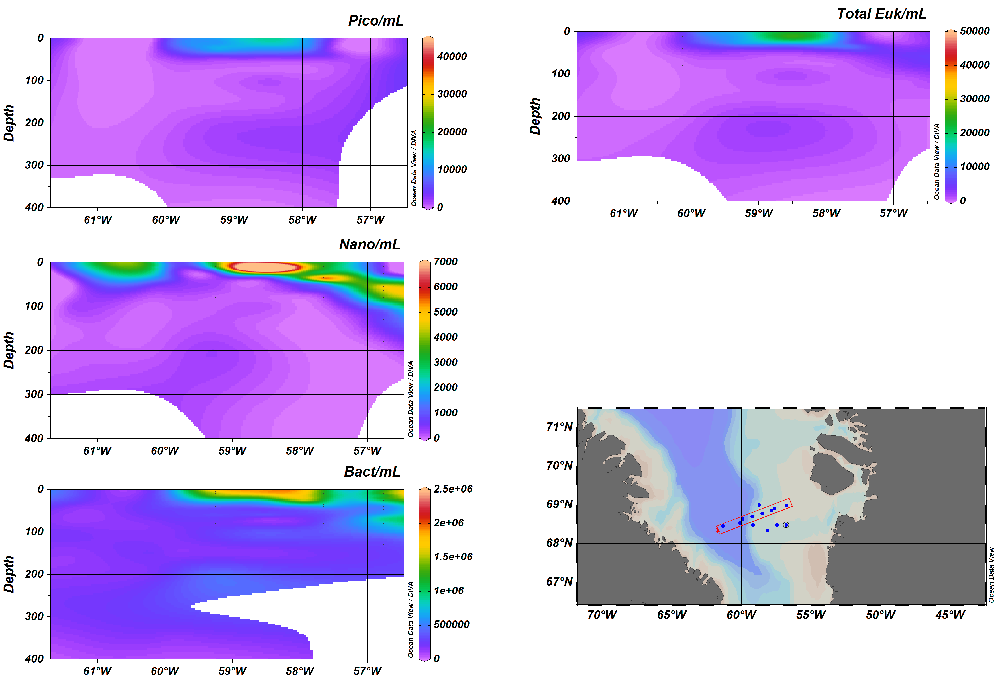 Pico/mL
0
100
200
300
400
Depth
61°W
60°W
59°W
58°W
57°W
40000
30000
20000
10000
0
Ocean Data View / DIVA
Total Euk/mL
0
100
200
300
400
Depth
61°W
60°W
59°W
58°W
57°W
50000
40000
30000
20000
10000
0
Ocean Data View / DIVA
Nano/mL
0
100
200
300
400
Depth
61°W
60°W
59°W
58°W
57°W
7000
6000
5000
4000
3000
2000
1000
0
Ocean Data View / DIVA
Bact/mL
0
100
200
300
400
Depth
61°W
60°W
59°W
58°W
57°W
2.5e+06
2e+06
1.5e+06
1e+06
500000
0
Ocean Data View / DIVA
71°N
70°N
69°N
68°N
67°N
70°W
65°W
60°W
55°W
50°W
45°W
Ocean Data View